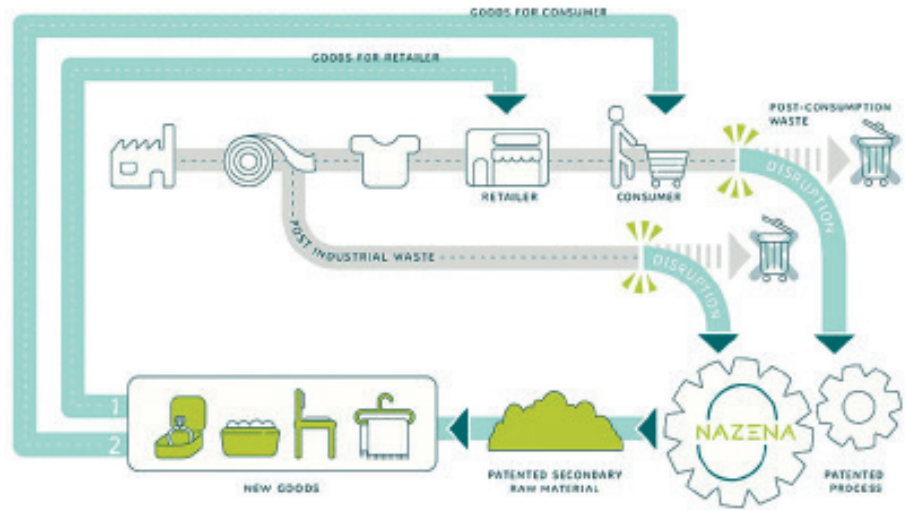 GOODS FOR CONSUMER
GOODS FOR RETAILER
POST-CONSUMPTION
WASTE
RETAILER
CONSUMER
DISRUPTION
POST INDUSTRIAL WASTE
DISRUPTION
1
2
NAZENA
NEW GOODS
PATENTED SECONDARY
RAW MATERIAL
PATENTED
PROCESS